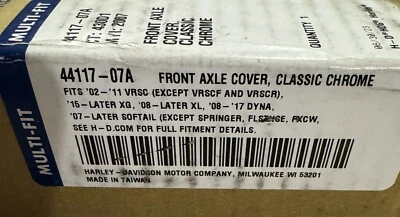 MULTI-FIT
44117-07A
FRONT AXLE COVER,
CLASSIC CHROME
QUANTITY 1
44117-07A FRONT AXLE COVER, CLASSIC CHROME
FITS '02-'11 VRSC (EXCEPT VRSCF AND VRSCR),
'15-LATER XG, '08-LATER XL, '08-'17 DYNA,
'07-LATER SOFTAIL (EXCEPT SPRINGER, FLSTNSE, FXCW,
SEE H-D.COM FOR FULL FITMENT DETAILS.
HARLEY-DAVIDSON MOTOR COMPANY, MILWAUKEE WI 53201
MADE IN TAIWAN
MULTI-FIT